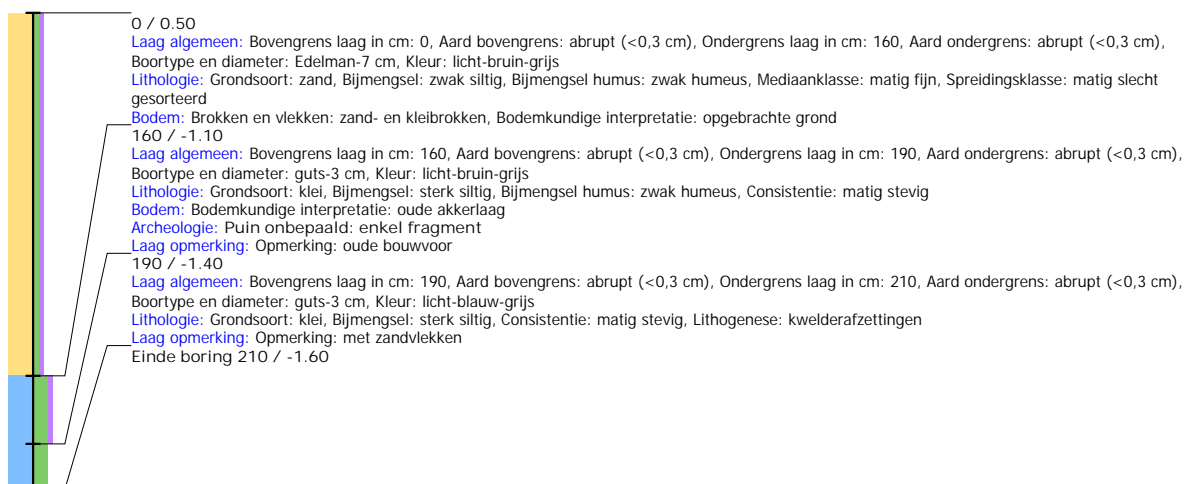 0 / 0.50
Laag algemeen: Bovengrens laag in cm: 0, Aard bovengrens: abrupt (<0,3 cm), Ondergrens laag in cm: 160, Aard ondergrens: abrupt (<0,3 cm),
Boortype en diameter: Edelman-7 cm, Kleur: licht-bruin-grijs
Lithologie: Grondsoort: zand, Bijmengsel: zwak siltig, Bijmengsel humus: zwak humeus, Mediaanklasse: matig fijn, Spreidingsklasse: matig slecht
gesorteerd
Bodem: Brokken en vlekken: zand- en kleibrokken, Bodemkundige interpretatie: opgebrachte grond
160 / -1.10
Laag algemeen: Bovengrens laag in cm: 160, Aard bovengrens: abrupt (<0,3 cm), Ondergrens laag in cm: 190, Aard ondergrens: abrupt (<0,3 cm),
Boortype en diameter: guts-3 cm, Kleur: licht-bruin-grijs
Lithologie: Grondsoort: klei, Bijmengsel: sterk siltig, Bijmengsel humus: zwak humeus, Consistentie: matig stevig
Bodem: Bodemkundige interpretatie: oude akkerlaag
Archeologie: Puin onbepaald: enkel fragment
Laag opmerking: Opmerking: oude bouwvoor
190 / -1.40
Laag algemeen: Bovengrens laag in cm: 190, Aard bovengrens: abrupt (<0,3 cm), Ondergrens laag in cm: 210, Aard ondergrens: abrupt (<0,3 cm),
Boortype en diameter: guts-3 cm, Kleur: licht-blauw-grijs
Lithologie: Grondsoort: klei, Bijmengsel: sterk siltig, Consistentie: matig stevig, Lithogenese: kwelderafzettingen
Laag opmerking: Opmerking: met zandvlekken
Einde boring 210 / -1.60